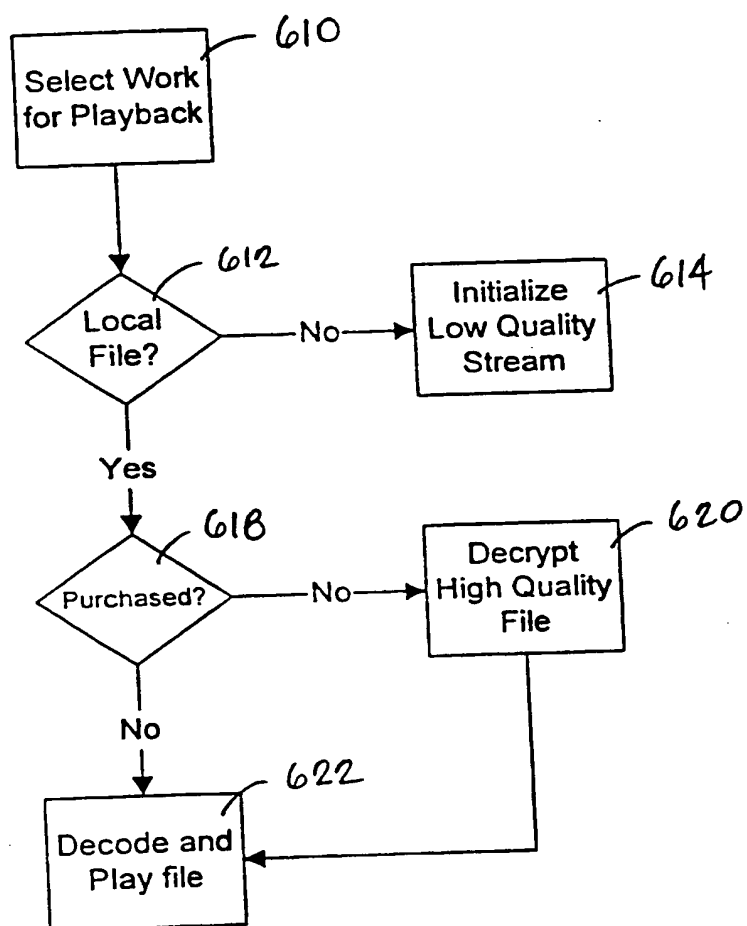 610
Select Work
for Playback
612
Local
File?
No
Initialize
Low Quality
Stream
614
Yes
618
Purchased?
No
Decrypt
High Quality
File
620
No
622
Decode and
Play file